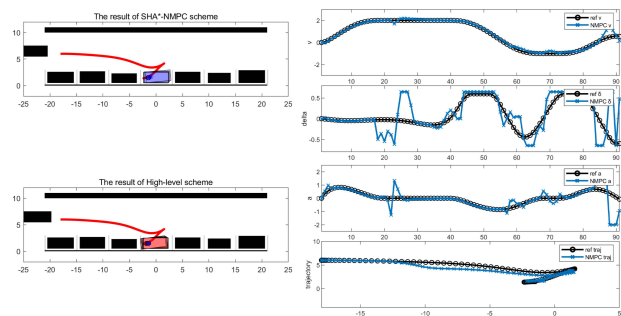 The result of SHA*-NMPC scheme
10
5
0
-25 -20 -15 -10 -5 0 5 10 15 20 25
The result of High-level scheme
10
5
0
-25 -20 -15 -10 -5 0 5 10 15 20 25
v
2
0
ref v
NMPC v
10 20 30 40 50 60 70 80 90
delta
0.5
-0.5
ref δ
NMPC δ
10 20 30 40 50 60 70 80 90
a
2
1
0
-1
-2
ref a
NMPC a
10 20 30 40 50 60 70 80 90
trajectory
10
5
0
ref traj
NMPC traj
-15 -10 -5 0 5